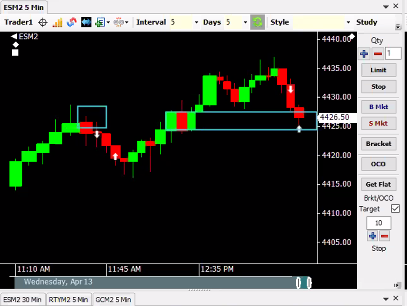 ESM2 5 Min
Trader1 Interval 5 Days 5 Style Study
ESM2
4440.00
4435.00
4430.00
4426.50
4425.00
4420.00
4415.00
4410.00
4405.00
11:10 AM 11:45 AM 12:35 PM
Wednesday, Apr 13
Qty
1
Limit
Stop
B Mkt
S Mkt
Bracket
OCO
Get Flat
Brkt/OCO
Target
10
Stop
ESM2 30 Min RTYM2 5 Min GCM2 5 Min